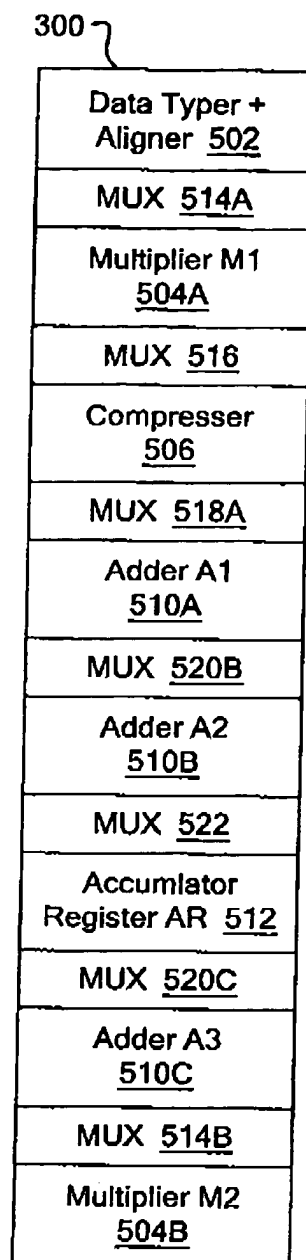 300
Data Typer +
Aligner 502
MUX 514A
Multiplier M1
504A
MUX 516
Compresser
506
MUX 518A
Adder A1
510A
MUX 520B
Adder A2
510B
MUX 522
Accumlator
Register AR 512
MUX 520C
Adder A3
510C
MUX 514B
Multiplier M2
504B